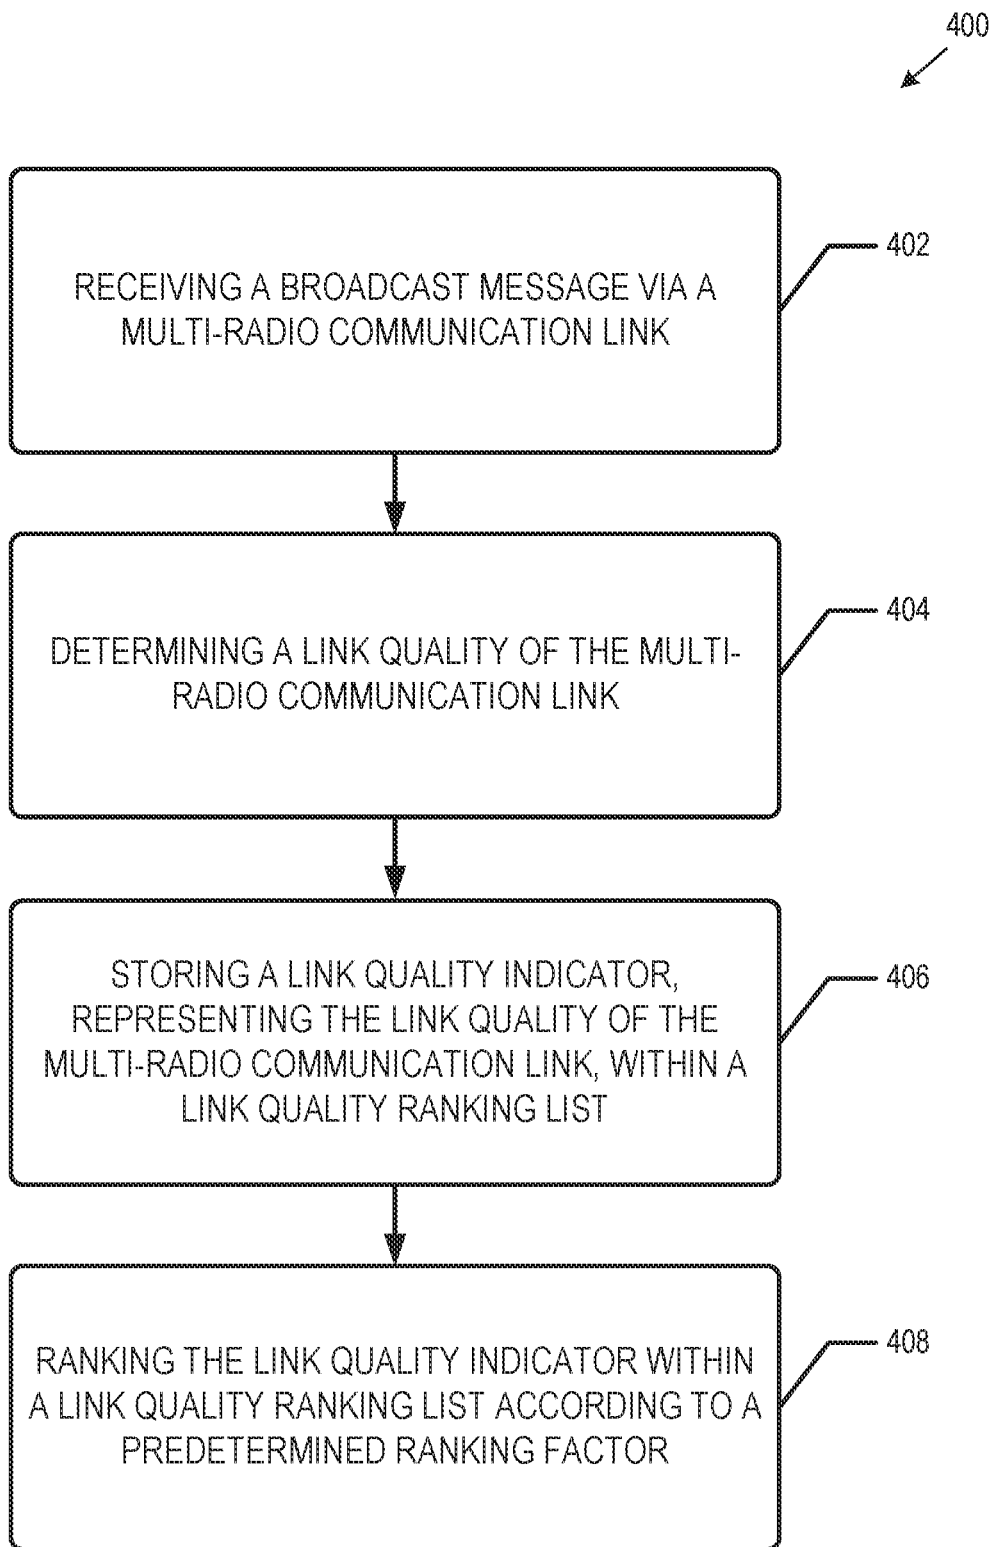 400
RECEIVING A BROADCAST MESSAGE VIA A
MULTI-RADIO COMMUNICATION LINK
402
DETERMINING A LINK QUALITY OF THE MULTI-
RADIO COMMUNICATION LINK
404
STORING A LINK QUALITY INDICATOR,
REPRESENTING THE LINK QUALITY OF THE
MULTI-RADIO COMMUNICATION LINK, WITHIN A
LINK QUALITY RANKING LIST
406
RANKING THE LINK QUALITY INDICATOR WITHIN
A LINK QUALITY RANKING LIST ACCORDING TO A
PREDETERMINED RANKING FACTOR
408